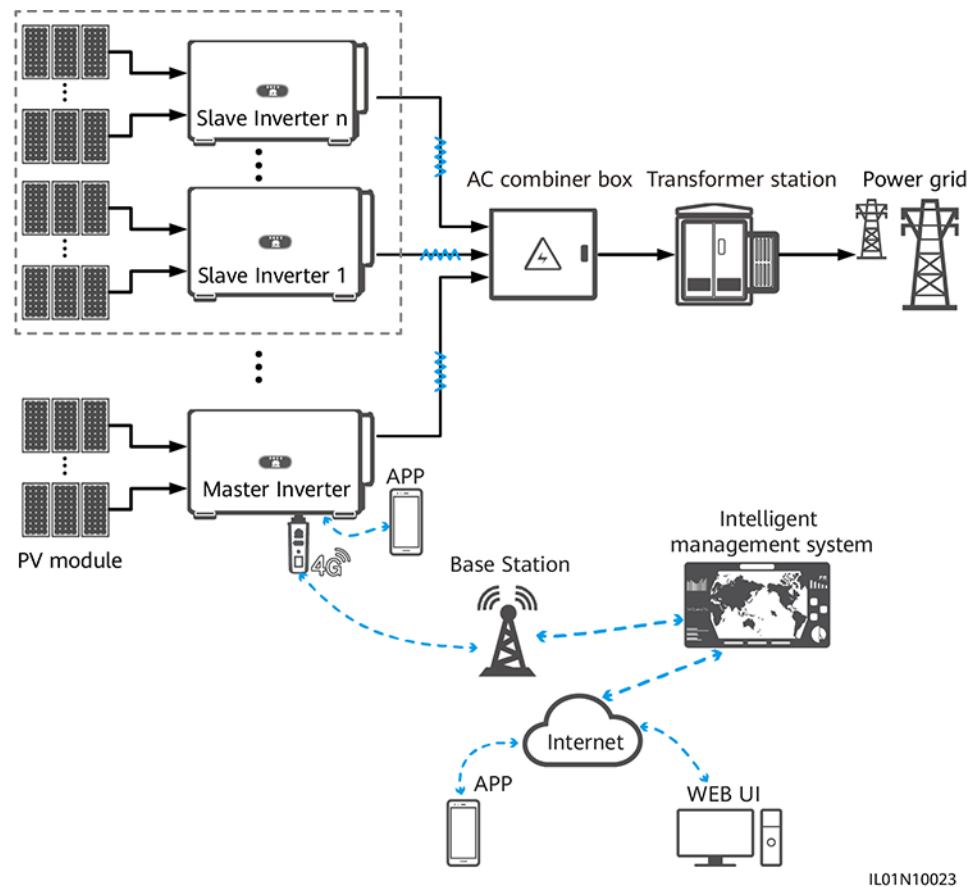 Slave Inverter n
AC combiner box
Transformer station
Power grid
Slave Inverter 1
Master Inverter
APP
PV module
4G
Base Station
Intelligent
management system
Internet
APP
WEB UI
IL01N10023